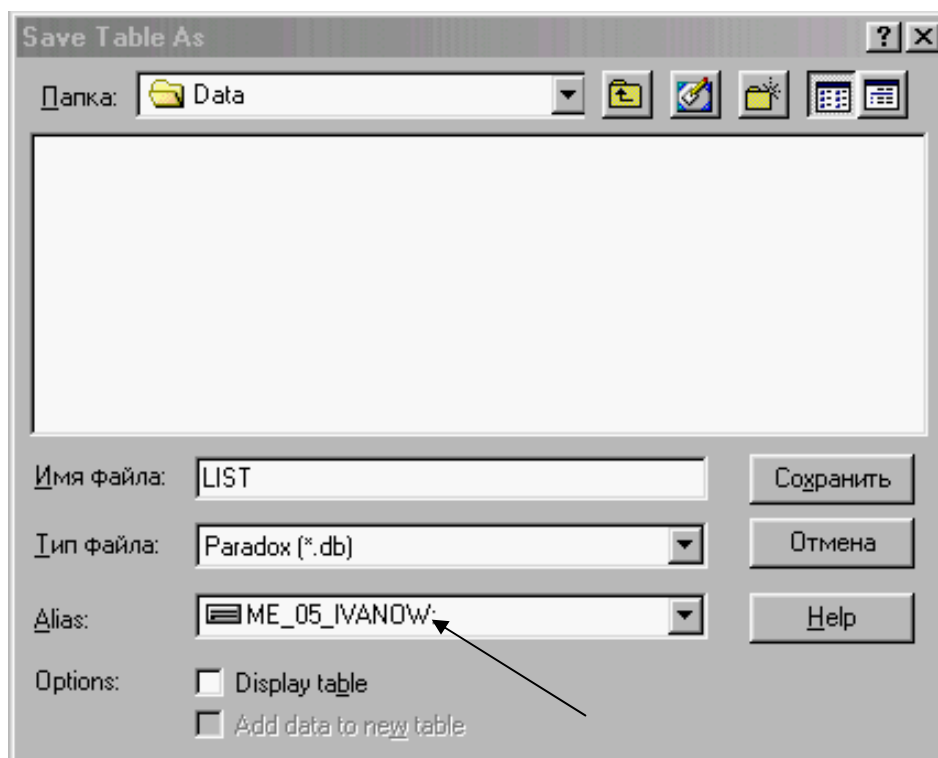 Save Table As
Папка: Data
Имя файла: LIST Сохранить
Тип файла: Paradox (*.db) Отмена
Alias: ME_05_IVANOW: Help
Options: Display table
Add data to new table